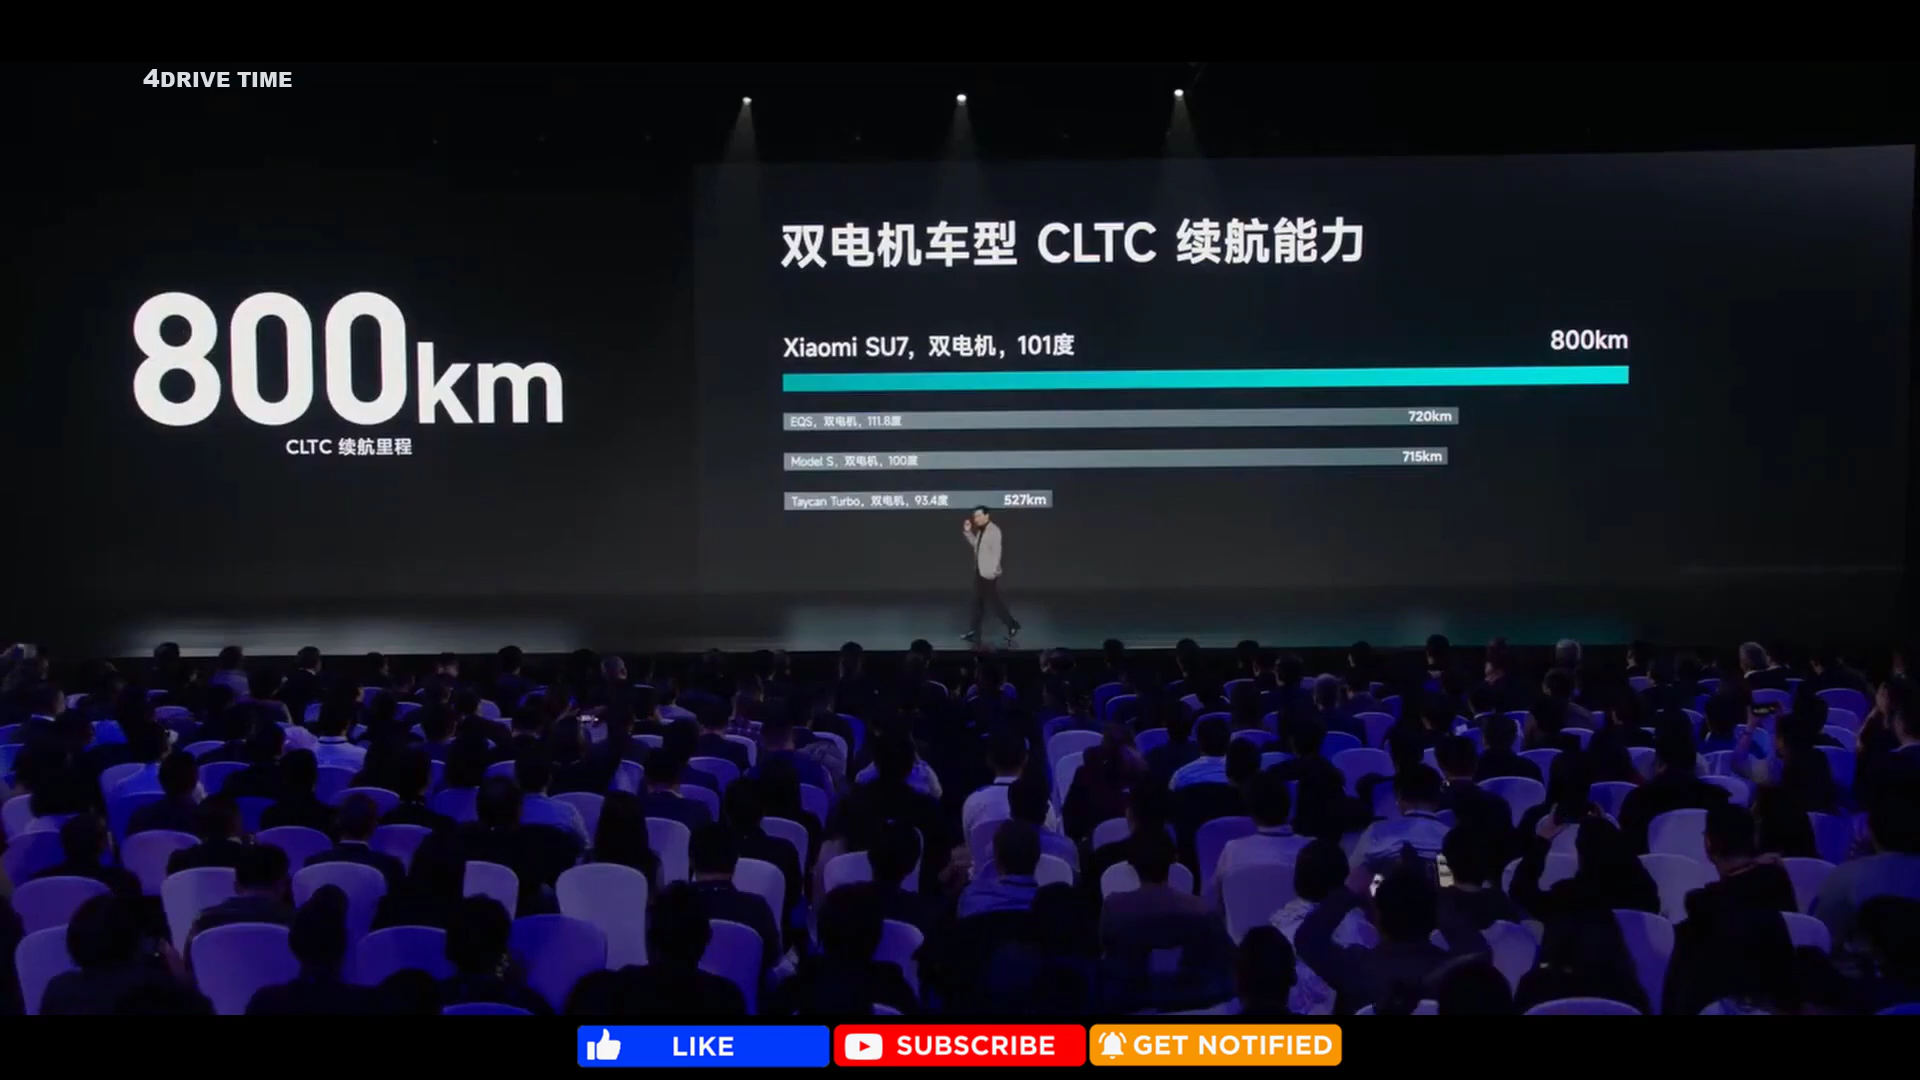 4DRIVE TIME
800km
CLTC 续航里程
双电机车型 CLTC 续航能力
Xiaomi SU7, 双电机, 101度
800km
EQS, 双电机, 111.8度
720km
Model S, 双电机, 100度
715km
Taycan Turbo, 双电机, 93.4度
527km
LIKE
SUBSCRIBE
GET NOTIFIED